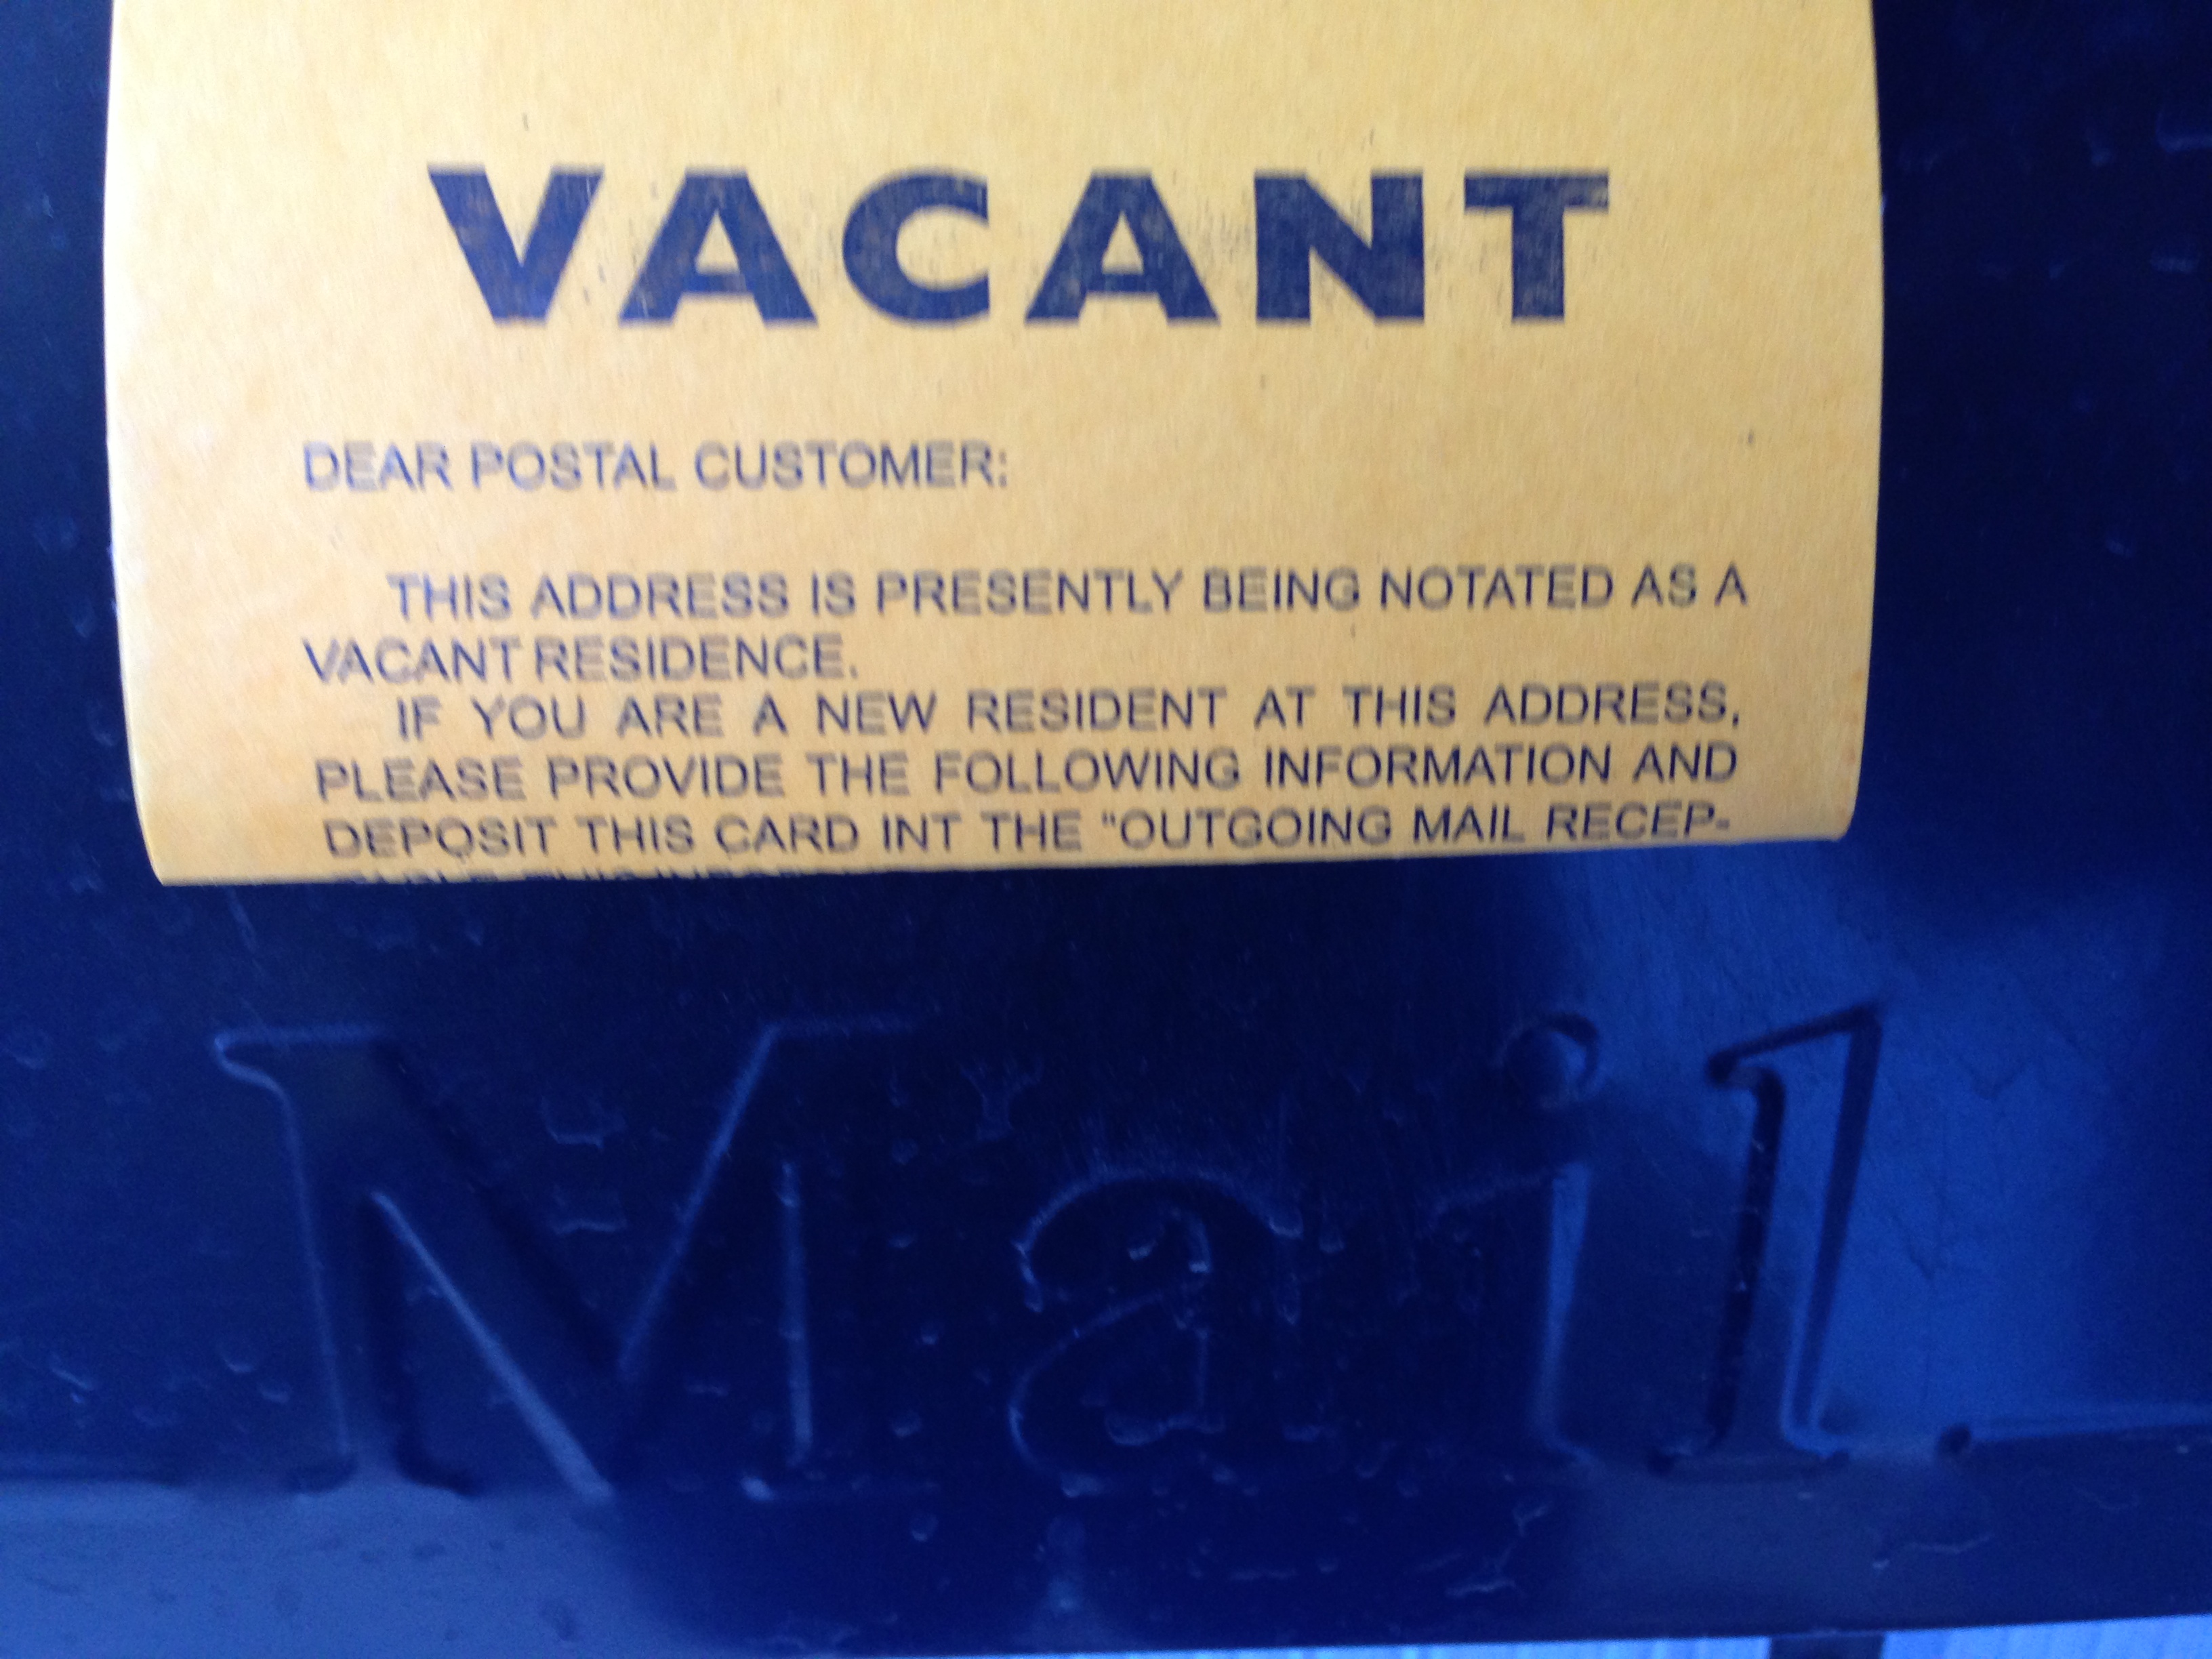 VACANT
DEAR POSTAL CUSTOMER:
THIS ADDRESS IS PRESENTLY BEING NOTATED AS A
VACANT RESIDENCE.
IF YOU ARE A NEW RESIDENT AT THIS ADDRESS,
PLEASE PROVIDE THE FOLLOWING INFORMATION AND
DEPOSIT THIS CARD INT THE "OUTGOING MAIL RECEP-
Mail